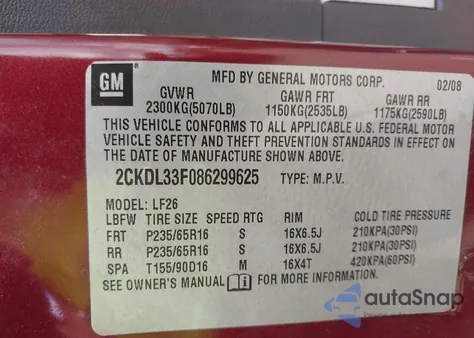 GM
MFD BY GENERAL MOTORS CORP. 02/08
GVWR GAWR FRT GAWR RR
2300KG(5070LB) 1150KG(2535LB) 1175KG(2590LB)
THIS VEHICLE CONFORMS TO ALL APPLICABLE U.S. FEDERAL MOTOR
VEHICLE SAFETY AND THEFT PREVENTION STANDARDS IN EFFECT ON
THE DATE OF MANUFACTURE SHOWN ABOVE.
2CKDL33F086299625 TYPE: M.P.V.
MODEL: LF26
LBFW TIRE SIZE SPEED RTG RIM COLD TIRE PRESSURE
FRT P235/65R16 S 16X6.5J 210KPA(30PSI)
RR P235/65R16 S 16X6.5J 210KPA(30PSI)
SPA T155/90D16 M 16X4T 420KPA(60PSI)
SEE OWNER'S MANUAL i FOR MORE INFORMATION.
autoSnap
Powered by AutoBidMaster